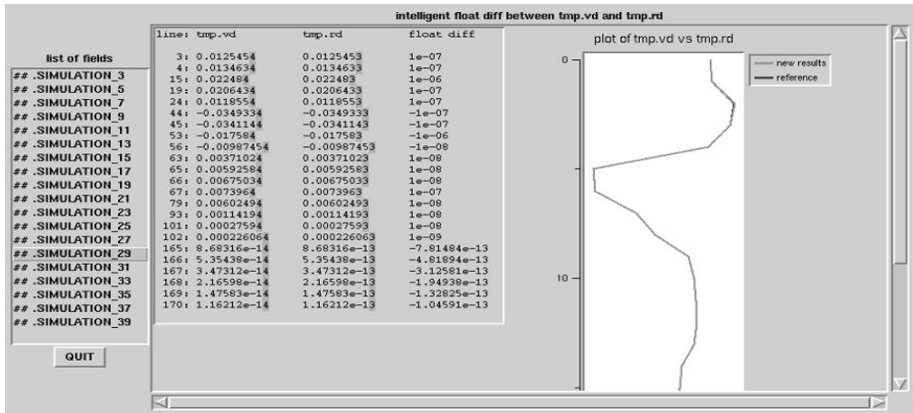 intelligent float diff between tmp.vd and tmp.rd
list of fields
## .SIMULATION_3
## .SIMULATION_5
## .SIMULATION_7
## .SIMULATION_9
## .SIMULATION_11
## .SIMULATION_13
## .SIMULATION_15
## .SIMULATION_17
## .SIMULATION_19
## .SIMULATION_21
## .SIMULATION_23
## .SIMULATION_25
## .SIMULATION_27
## .SIMULATION_29
## .SIMULATION_31
## .SIMULATION_33
## .SIMULATION_35
## .SIMULATION_37
## .SIMULATION_39
QUIT
line: tmp.vd tmp.rd float diff
3: 0.0125454 0.0125453 1e-07
4: 0.0134634 0.0134633 1e-07
15: 0.022484 0.022483 1e-06
19: 0.0206434 0.0206433 1e-07
24: 0.0118554 0.0118553 1e-07
44: -0.0349334 -0.0349333 -1e-07
45: -0.0341144 -0.0341143 -1e-07
53: -0.017584 -0.017583 -1e-06
56: -0.00987454 -0.00987453 -1e-08
63: 0.00371024 0.00371023 1e-08
65: 0.00592584 0.00592583 1e-08
66: 0.00675034 0.00675033 1e-08
67: 0.0073964 0.0073963 1e-07
79: 0.00602494 0.00602493 1e-08
93: 0.00114194 0.00114193 1e-08
101: 0.00027594 0.00027593 1e-08
102: 0.000226064 0.000226063 1e-09
165: 8.68316e-14 8.68316e-13 -7.81484e-13
166: 5.35438e-14 5.35438e-13 -4.81894e-13
167: 3.47312e-14 3.47312e-13 -3.12581e-13
168: 2.16598e-14 2.16598e-13 -1.94938e-13
169: 1.47583e-14 1.47583e-13 -1.32825e-13
170: 1.16212e-14 1.16212e-13 -1.04591e-13
plot of tmp.vd vs tmp.rd
0
10
new results
reference